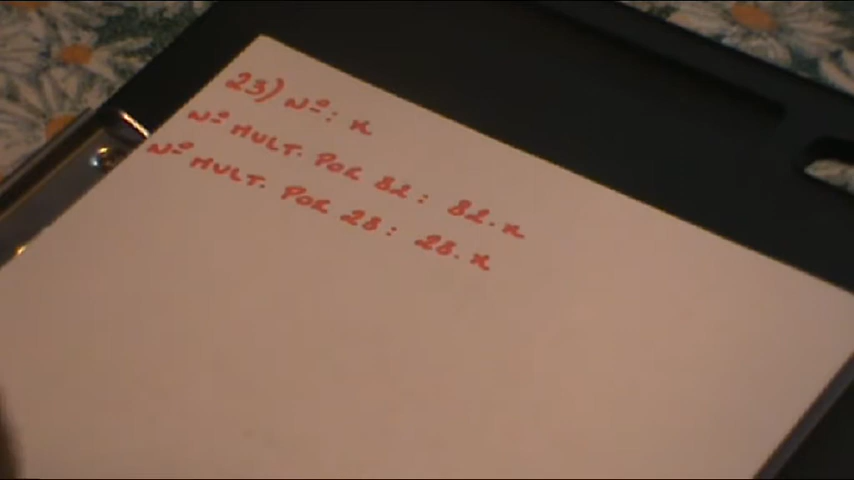 23) Nº: x
Nº MULT. POR 82: 82.x
Nº MULT. POR 28: 28.x